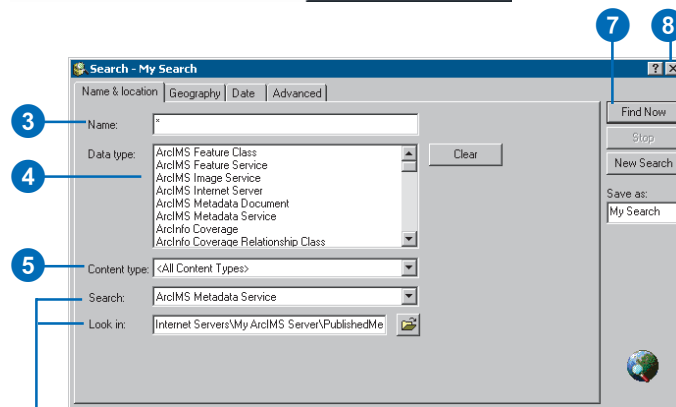 7 8
Search - My Search
Name & location Geography Date Advanced
3 Name: *
Find Now
4 Data type: ArcIMS Feature Class
ArcIMS Feature Service
ArcIMS Image Service
ArcIMS Internet Server
ArcIMS Metadata Document
ArcIMS Metadata Service
ArcInfo Coverage
ArcInfo Coverage Relationship Class
Clear
Stop
New Search
Save as:
My Search
5 Content type: <All Content Types>
Search: ArcIMS Metadata Service
Look in: Internet Servers\My ArcIMS Server\PublishedMe